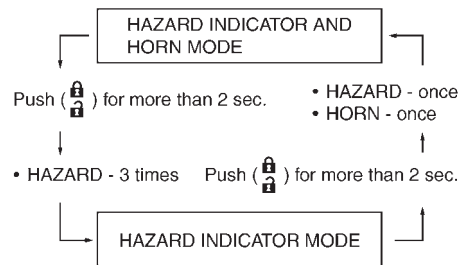 HAZARD INDICATOR AND
HORN MODE
Push ( ) for more than 2 sec.
• HAZARD - once
• HORN - once
• HAZARD - 3 times
Push ( ) for more than 2 sec.
HAZARD INDICATOR MODE